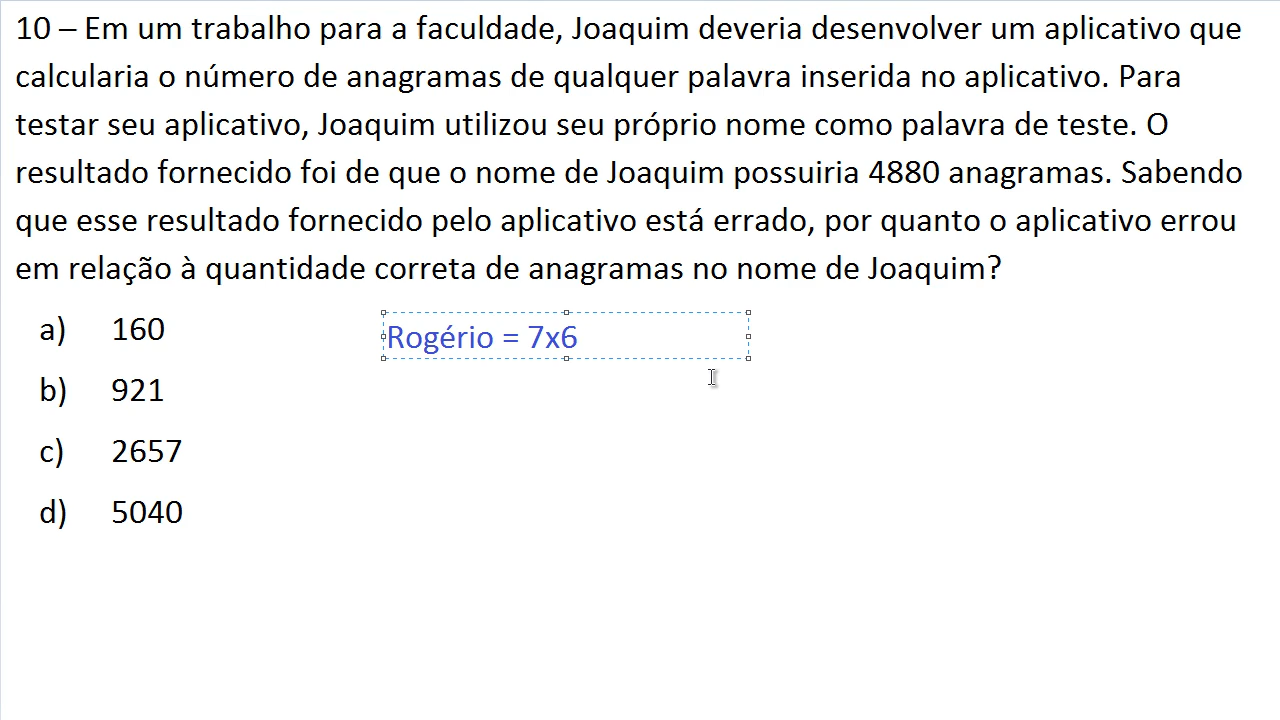 10 – Em um trabalho para a faculdade, Joaquim deveria desenvolver um aplicativo que
calcularia o número de anagramas de qualquer palavra inserida no aplicativo. Para
testar seu aplicativo, Joaquim utilizou seu próprio nome como palavra de teste. O
resultado fornecido foi de que o nome de Joaquim possuiria 4880 anagramas. Sabendo
que esse resultado fornecido pelo aplicativo está errado, por quanto o aplicativo errou
em relação à quantidade correta de anagramas no nome de Joaquim?
a) 160
Rogério = 7x6
b) 921
c) 2657
d) 5040